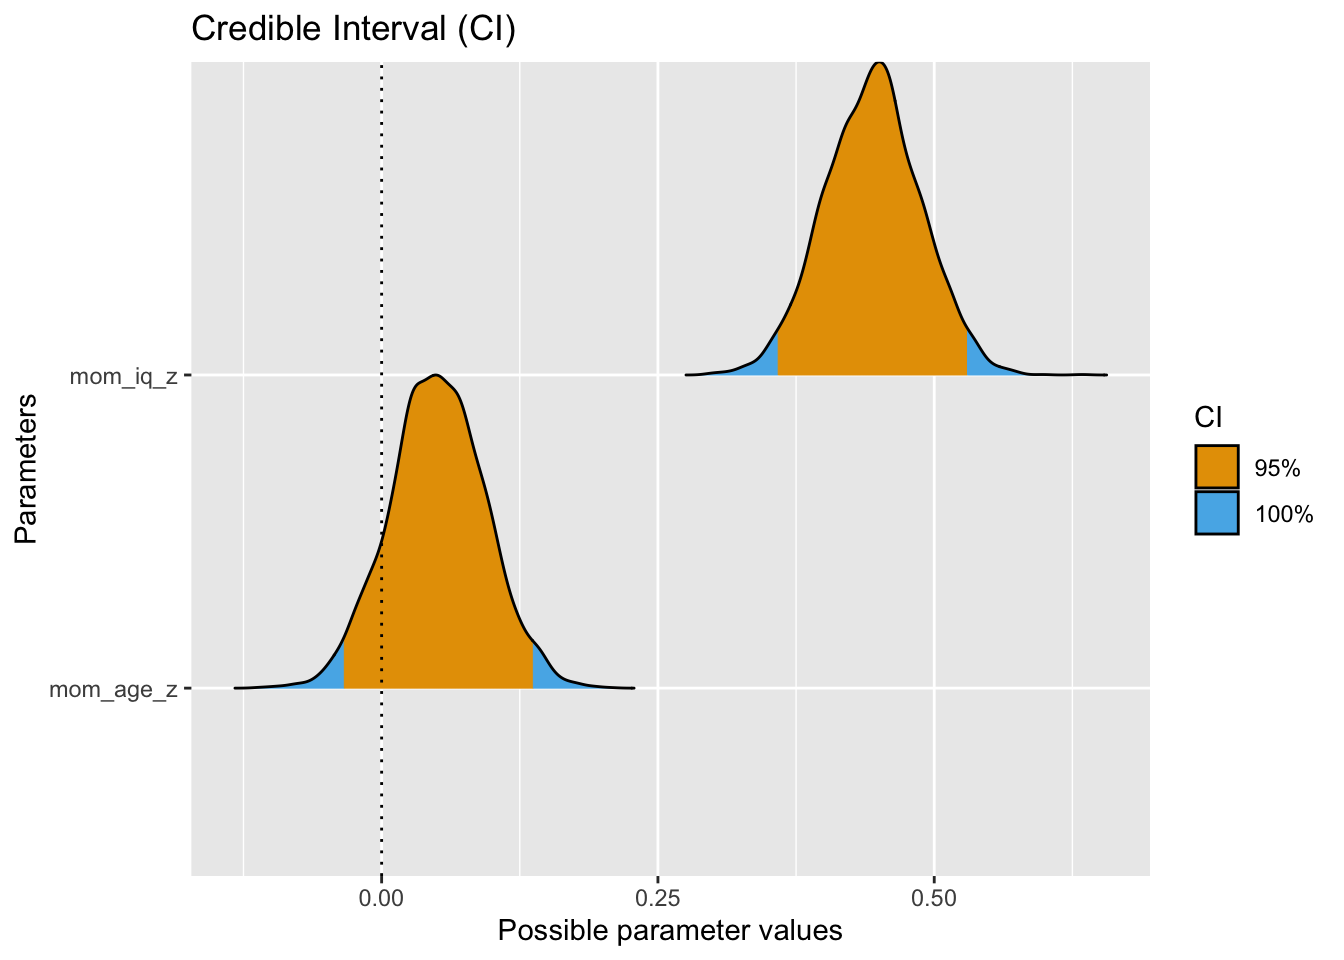 Credible Interval (CI)
Parameters
mom_iq_z
mom_age_z
0.00
0.25
0.50
Possible parameter values
CI
95%
100%